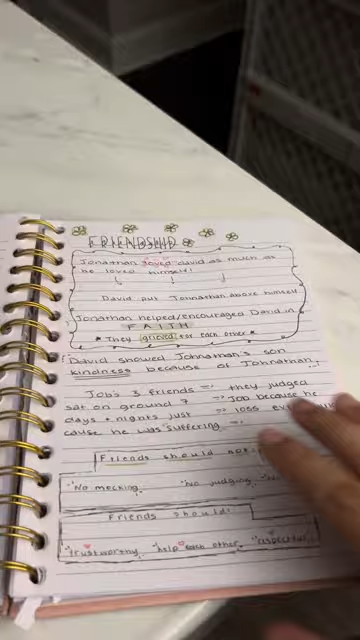 FRIENDSHIP
Jonathan loved david as much as
he loved himself!
David put Johnathan above himself
Jonathan helped/encouraged David in
FAITH
* They grieved for each other *
David showed Johnathan's son
kindness because of Johnathan
Job's 3 friends => they judged
sat on ground 7 => Job because he
days + nights just => loss
cause he was suffering =>
Friends should not
"No mocking" "No judging
Friends should!
"trustworthy "help each other "respectful